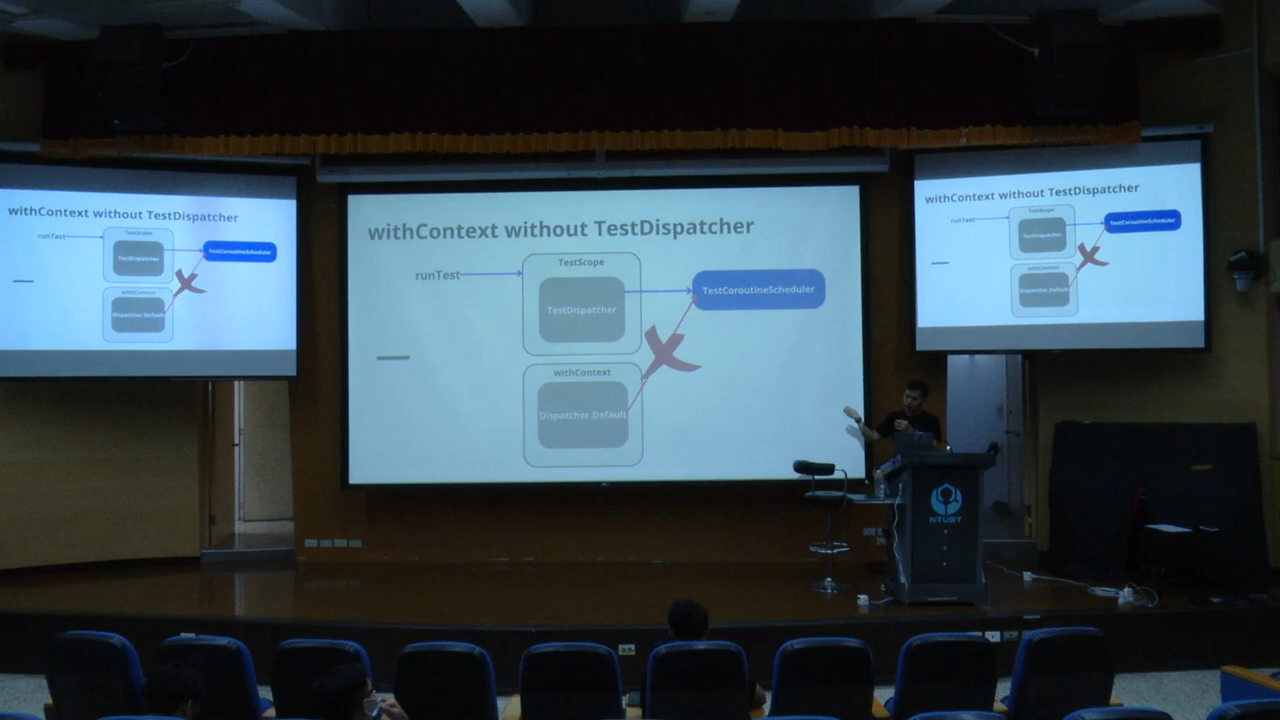 withContext without TestDispatcher
runTest
TestScope
TestDispatcher
TestCoroutineScheduler
withContext
Dispatcher.Default
withContext without TestDispatcher
runTest
TestScope
TestDispatcher
TestCoroutineScheduler
withContext
Dispatcher.Default
withContext without TestDispatcher
runTest
TestScope
TestDispatcher
TestCoroutineScheduler
withContext
Dispatcher.Default
NTUST